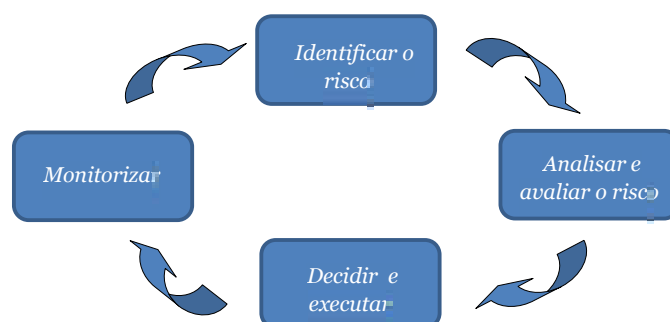 Identificar o
risco
Analisar e
avaliar o risco
Decidir e
executar
Monitorizar